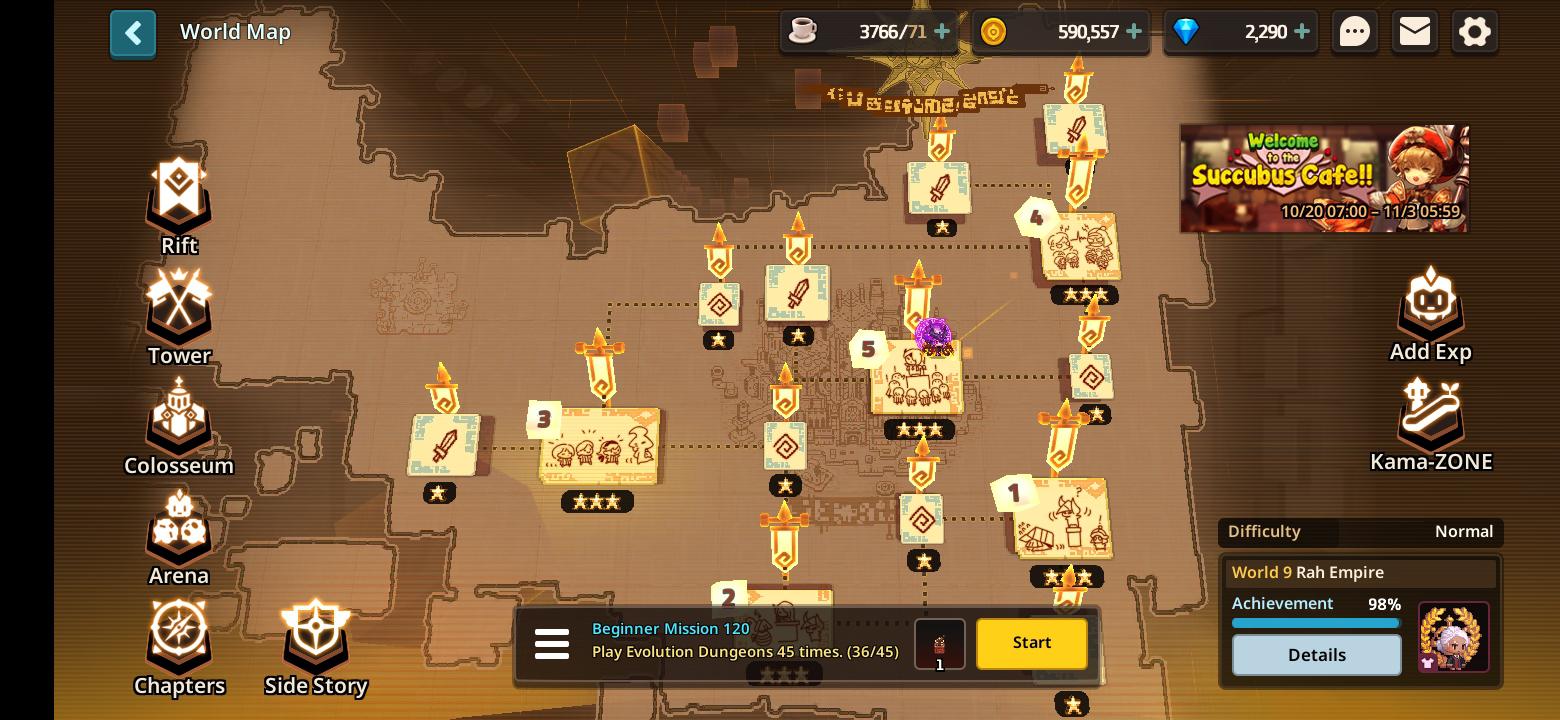 World Map
3766/71
590,557
2,290
Welcome
to the
Succubus Cafe!!
10/20 07:00 – 11/3 05:59
Rift
Tower
Colosseum
Arena
Chapters
Side Story
4
5
3
1
2
Add Exp
Kama-ZONE
Difficulty
Normal
World 9 Rah Empire
Achievement
98%
Details
Beginner Mission 120
Play Evolution Dungeons 45 times. (36/45)
1
Start